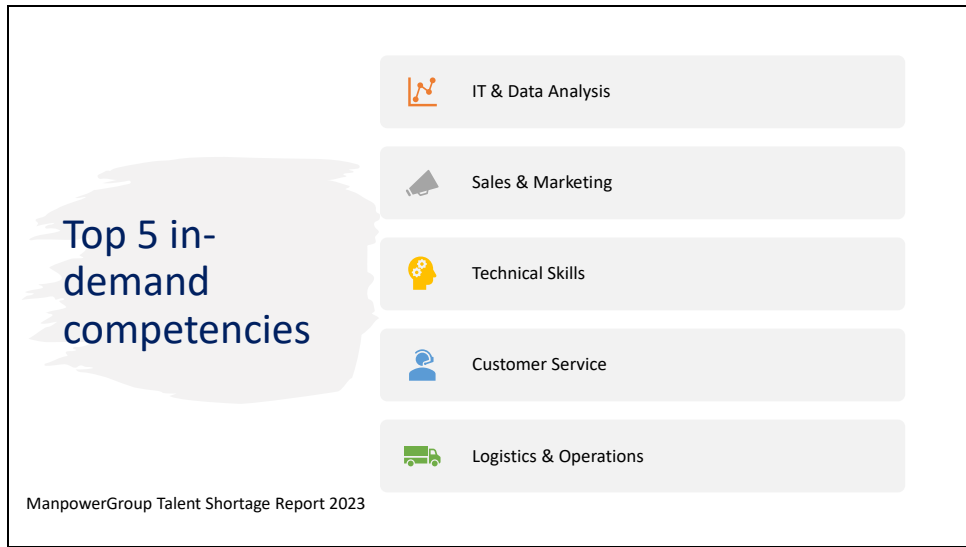 Top 5 in-
demand
competencies
IT & Data Analysis
Sales & Marketing
Technical Skills
Customer Service
Logistics & Operations
ManpowerGroup Talent Shortage Report 2023